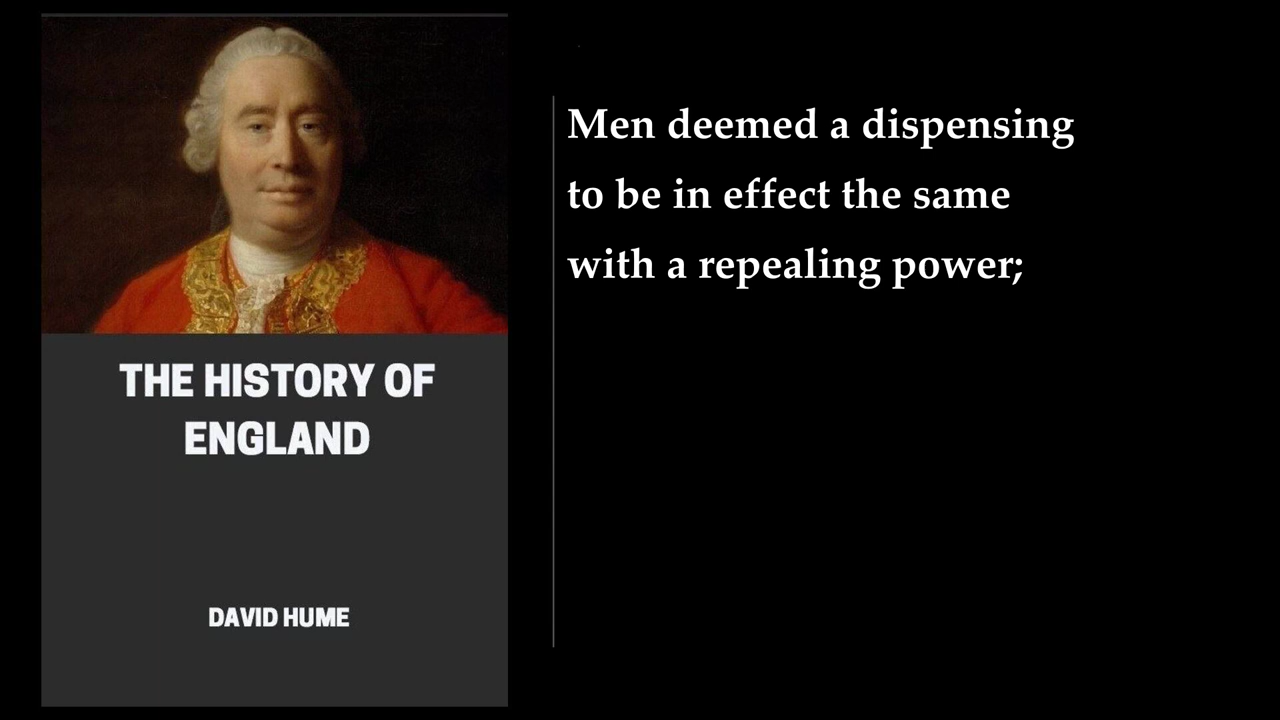 THE HISTORY OF
ENGLAND
DAVID HUME
Men deemed a dispensing
to be in effect the same
with a repealing power;